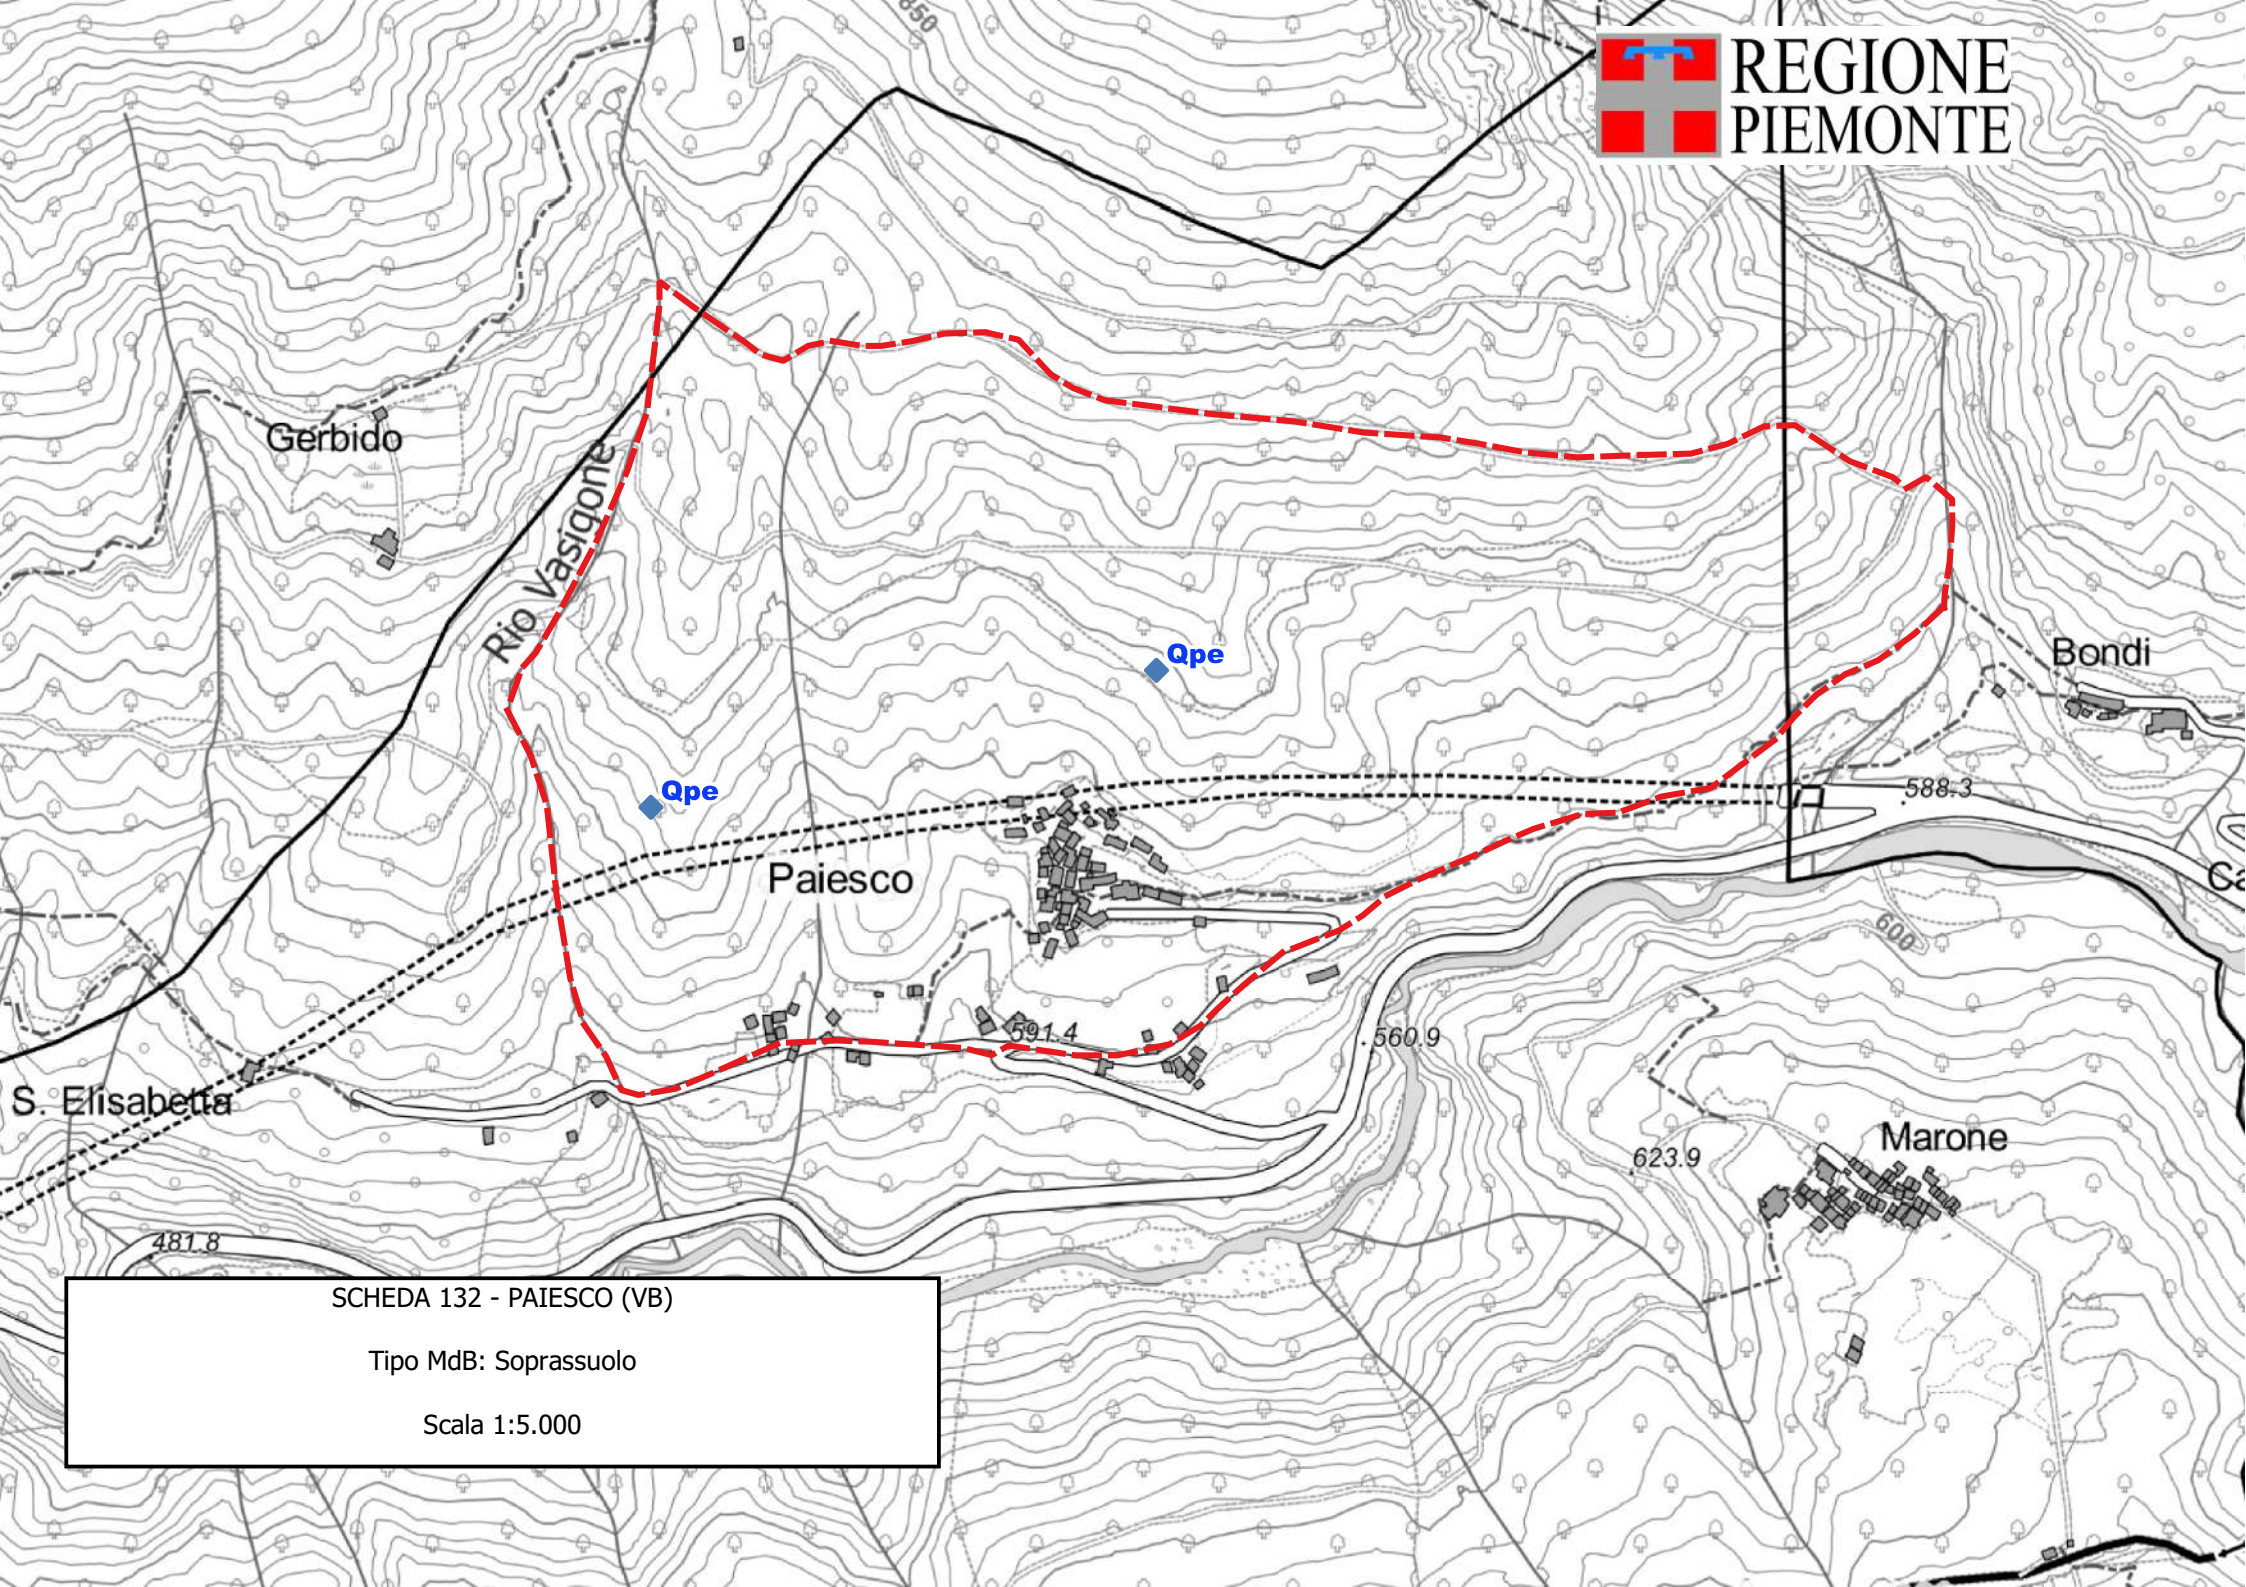 850
REGIONE
PIEMONTE
Gerbido
Rio Vasigone
Qpe
Bondi
Qpe
588.3
Paiesco
Ca
600
591.4
560.9
S. Elisabetta
Marone
623.9
481.8
SCHEDA 132 - PAIESCO (VB)
Tipo MdB: Soprassuolo
Scala 1:5.000